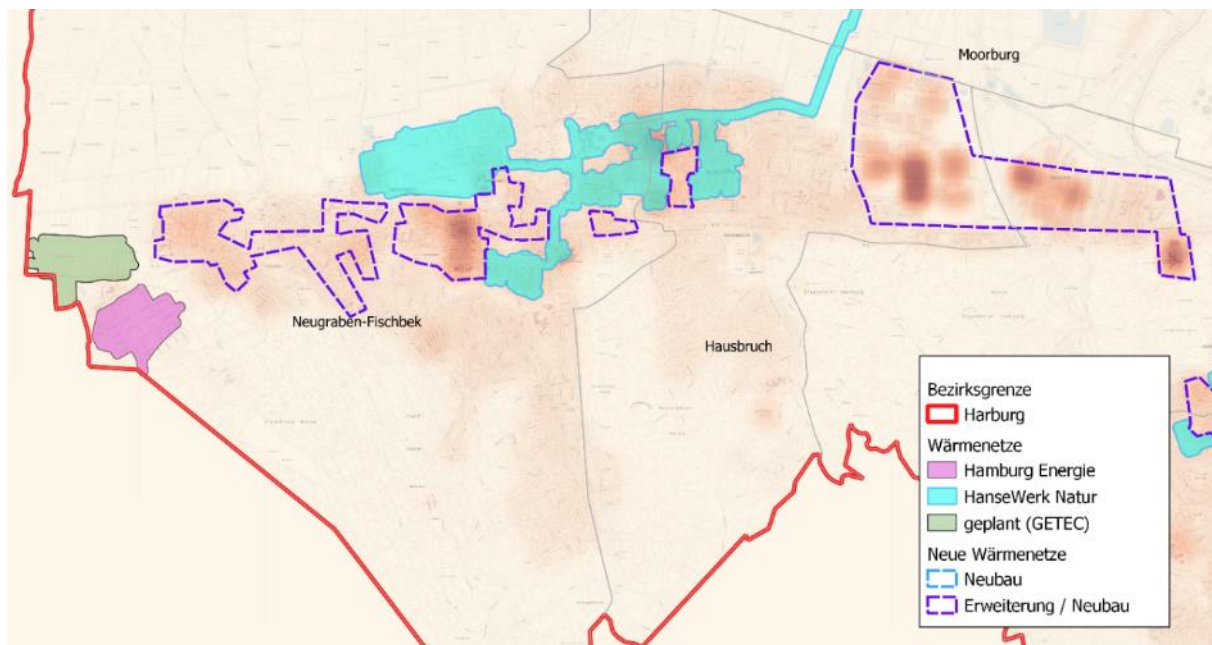 Moorburg
Neugraben-Fischbek
Hausbruch
Bezirksgrenze
Harburg
Wärmenetze
Hamburg Energie
HanseWerk Natur
geplant (GETEC)
Neue Wärmenetze
Neubau
Erweiterung / Neubau